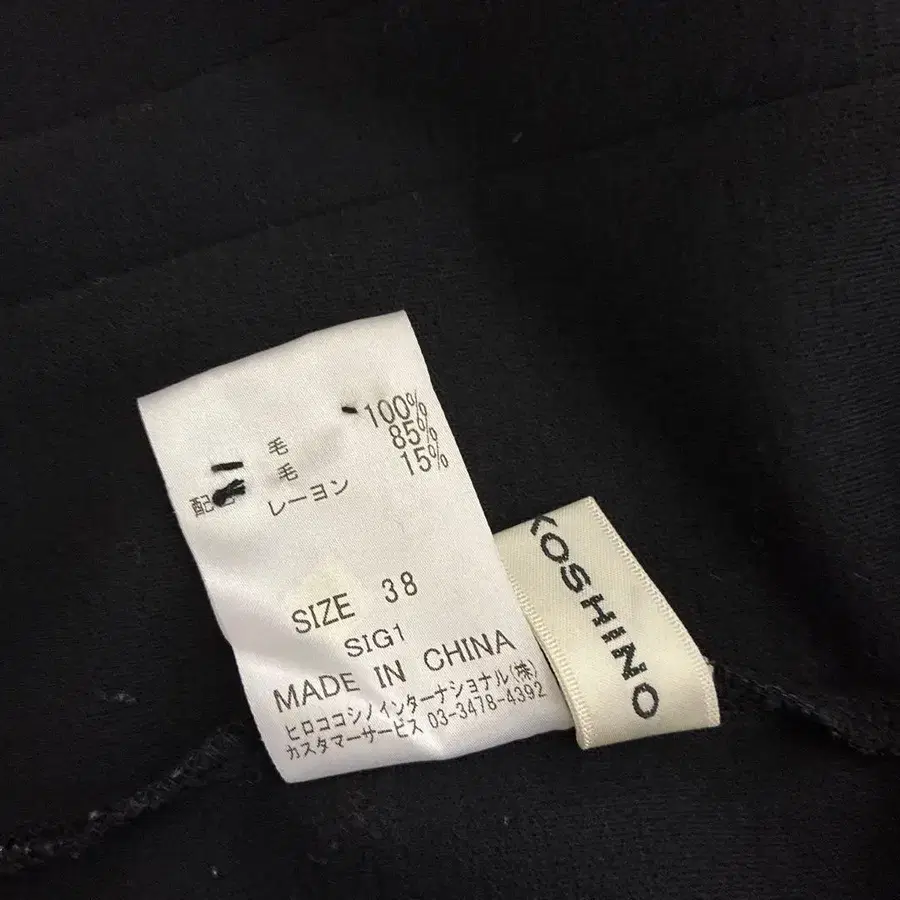 毛 100%
毛 85%
配色 レーヨン 15%
SIZE 38
SIG1
MADE IN CHINA
ヒロココシノインターナショナル(株)
カスタマーサービス 03-3478-4392
KOSHINO